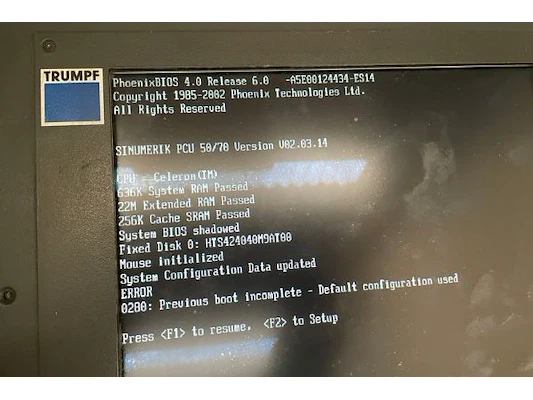 TRUMPF
PhoenixBIOS 4.0 Release 6.0 -A5E00124434-ES14
Copyright 1985-2002 Phoenix Technologies Ltd.
All Rights Reserved
SINUMERIK PCU 50/70 Version V02.03.14
CPU = Celeron(TM)
636K System RAM Passed
22M Extended RAM Passed
256K Cache SRAM Passed
System BIOS shadowed
Fixed Disk 0: HTS424040M9AT00
Mouse initialized
System Configuration Data updated
ERROR
0280: Previous boot incomplete - Default configuration used
Press <F1> to resume, <F2> to Setup